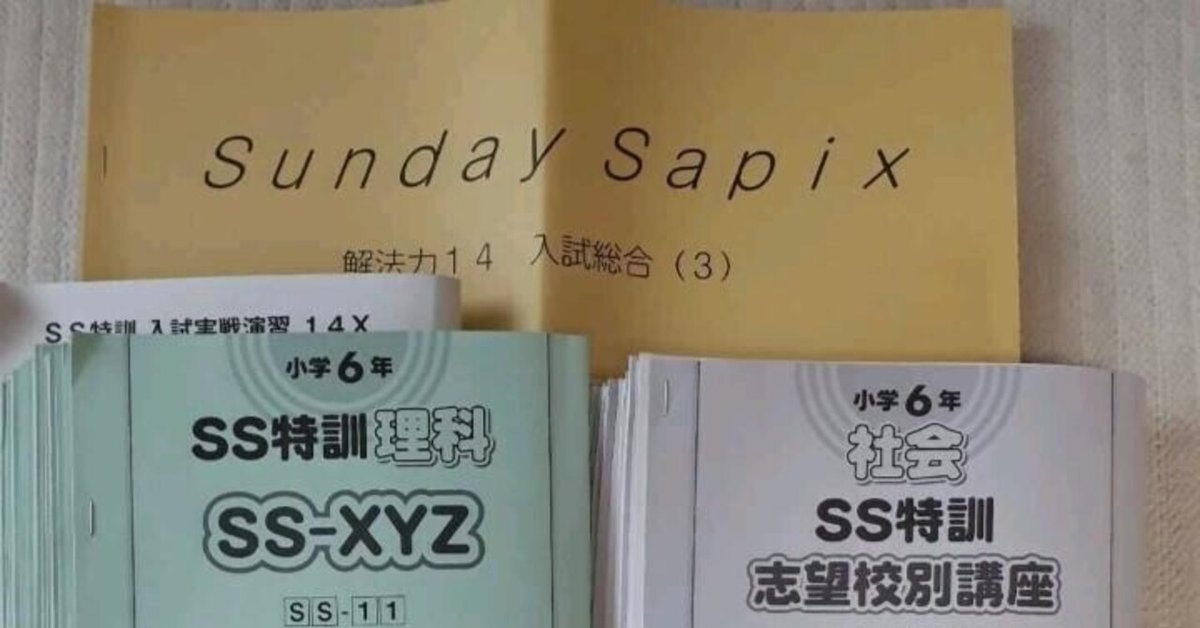 Sunday Sapix
解法力14 入試総合(3)
SS特訓 入試実戦演習 14X
小学6年
SS特訓理科
SS-XYZ
SS-11
小学6年
社会
SS特訓
志望校別講座